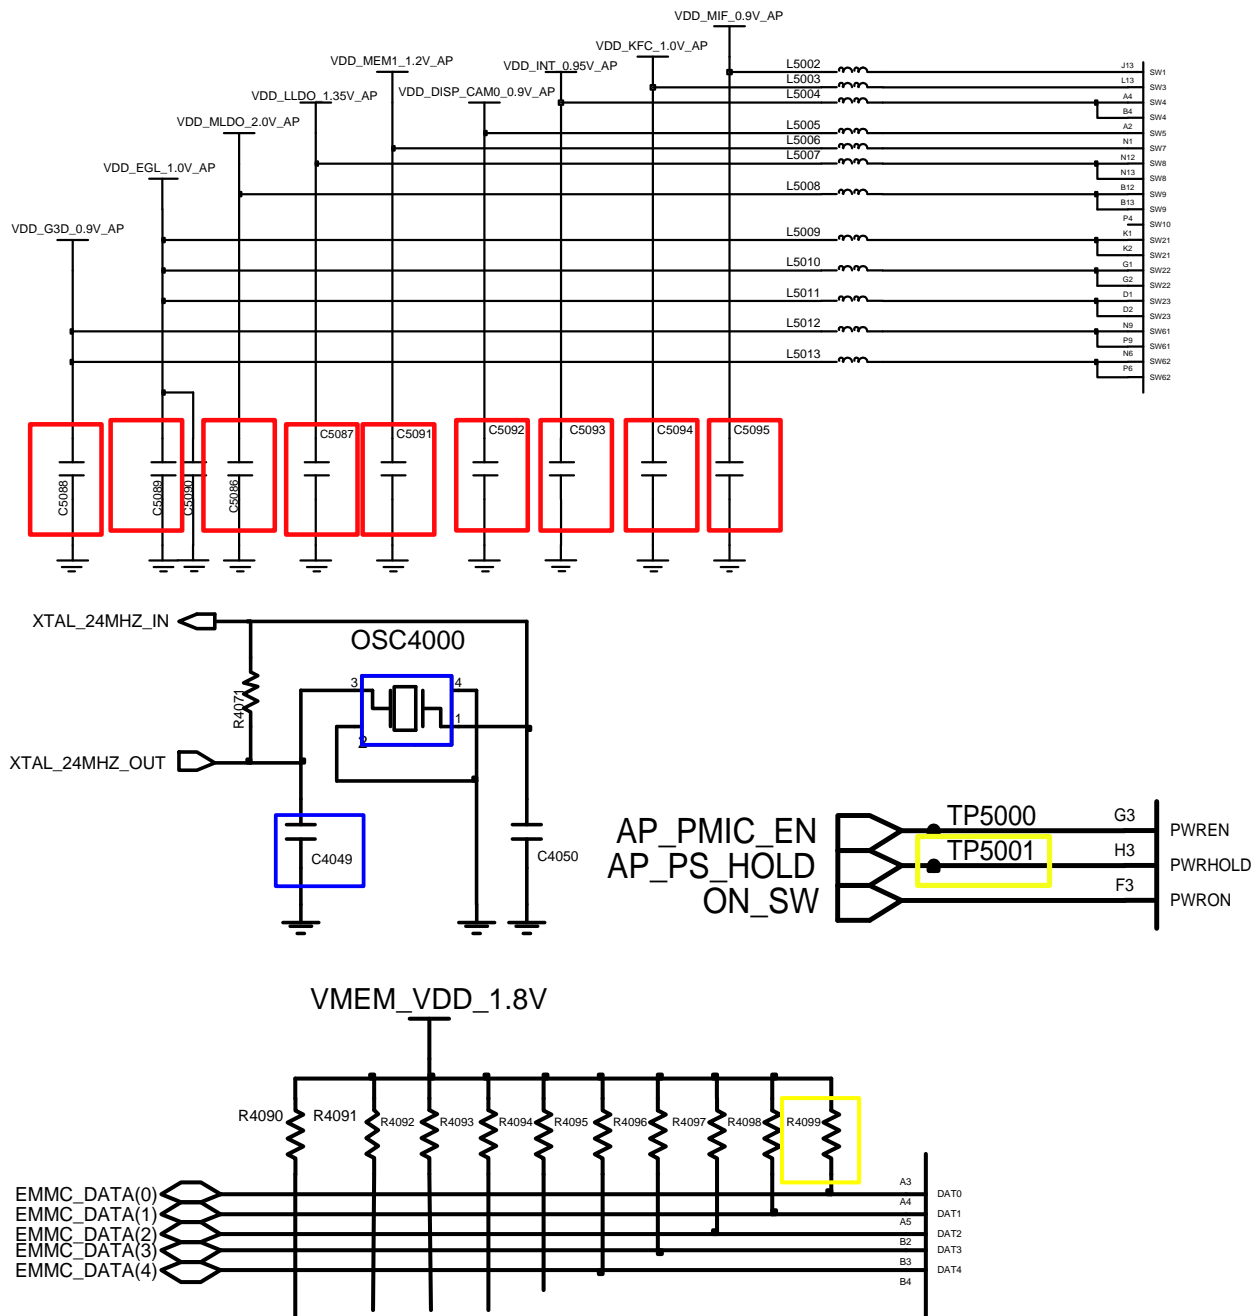 VDD_MIF_0.9V_AP
VDD_KFC_1.0V_AP
VDD_MEM1_1.2V_AP
VDD_INT_0.95V_AP
VDD_LLDO_1.35V_AP
VDD_DISP_CAM0_0.9V_AP
VDD_MLDO_2.0V_AP
VDD_EGL_1.0V_AP
VDD_G3D_0.9V_AP
L5002 J13 SW1
L5003 L13 SW3
L5004 A4 SW4
B4 SW4
L5005 A2 SW5
L5006 N1 SW7
L5007 N12 SW8
N13 SW8
L5008 B12 SW9
B13 SW9
P4 SW10
L5009 K1 SW21
K2 SW21
L5010 G1 SW22
G2 SW22
L5011 D1 SW23
D2 SW23
L5012 N9 SW61
P9 SW61
L5013 N6 SW62
P6 SW62
C5088
C5089
C5090
C5086
C5087
C5091
C5092
C5093
C5094
C5095
XTAL_24MHZ_IN
OSC4000
3
4
R4071
1
2
XTAL_24MHZ_OUT
C4049
C4050
AP_PMIC_EN TP5000 G3 PWREN
AP_PS_HOLD TP5001 H3 PWRHOLD
ON_SW F3 PWRON
VMEM_VDD_1.8V
R4090 R4091 R4092 R4093 R4094 R4095 R4096 R4097 R4098 R4099
EMMC_DATA(0) A3 DAT0
EMMC_DATA(1) A4 DAT1
EMMC_DATA(2) A5 DAT2
EMMC_DATA(3) B2 DAT3
EMMC_DATA(4) B3 DAT4
B4